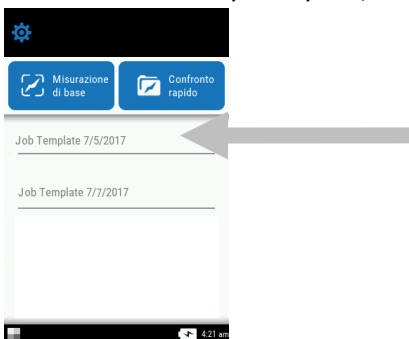 Misurazione
di base
Confronto
rapido
Job Template 7/5/2017
Job Template 7/7/2017
4:21 am